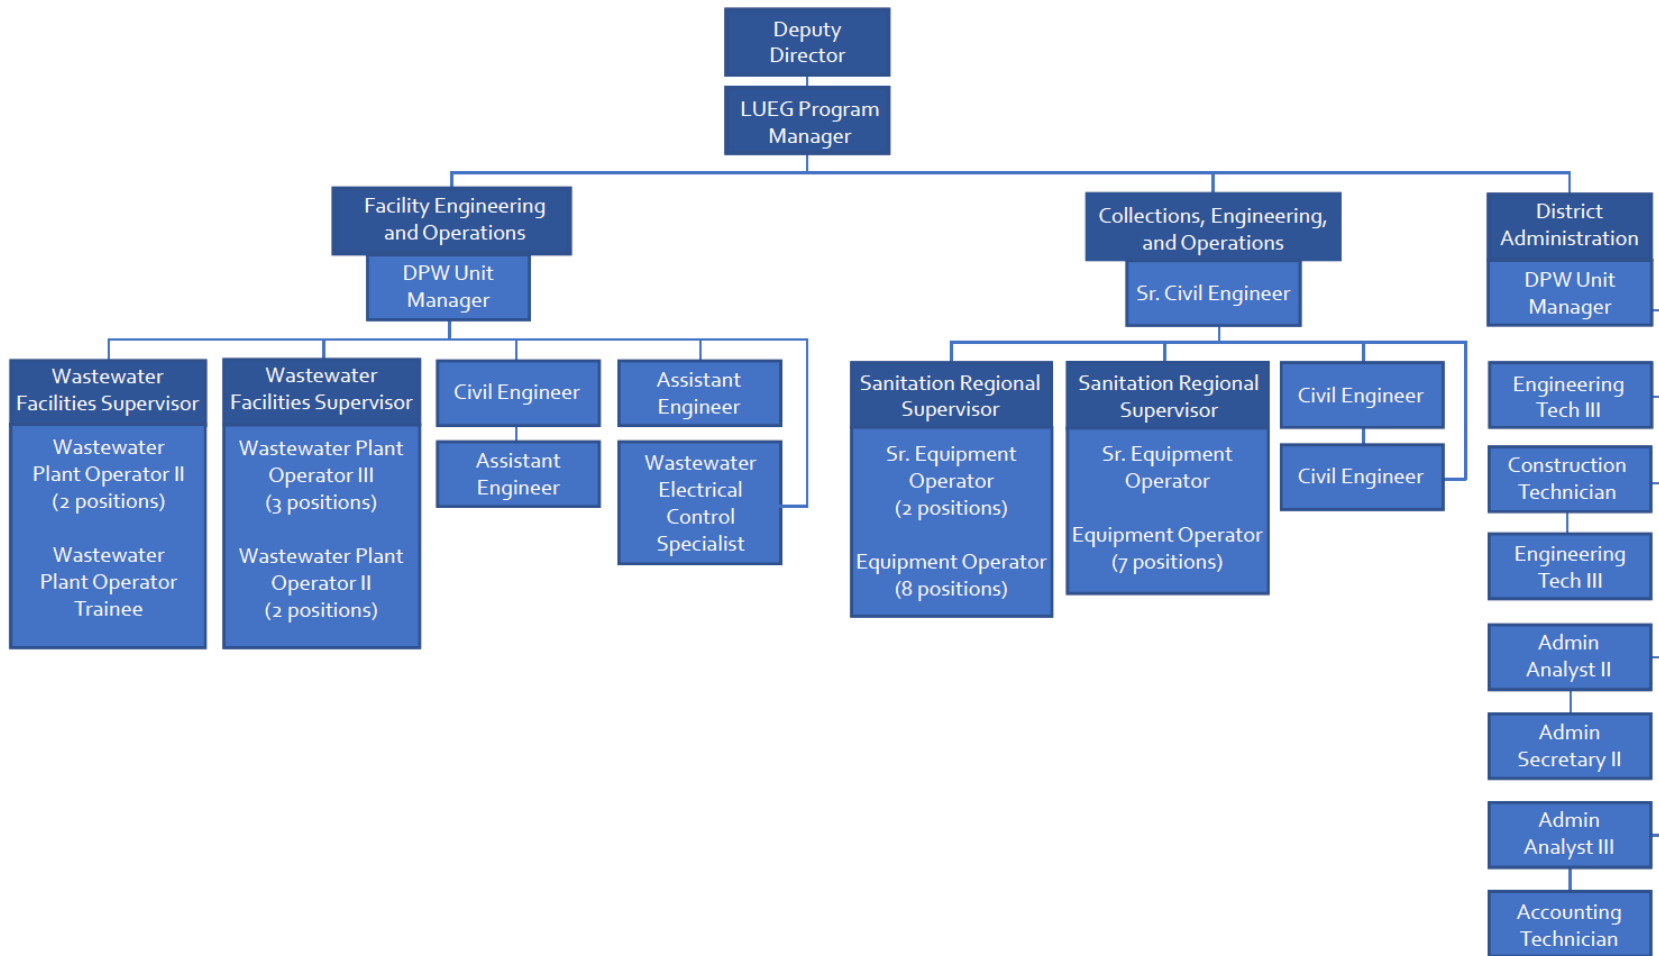 Deputy
Director
LUEG Program
Manager
Facility Engineering
and Operations
DPW Unit
Manager
Wastewater
Facilities Supervisor
Wastewater
Plant Operator II
(2 positions)
Wastewater
Plant Operator
Trainee
Wastewater
Facilities Supervisor
Wastewater Plant
Operator III
(3 positions)
Wastewater Plant
Operator II
(2 positions)
Civil Engineer
Assistant
Engineer
Assistant
Engineer
Wastewater
Electrical
Control
Specialist
Collections, Engineering,
and Operations
Sr. Civil Engineer
Sanitation Regional
Supervisor
Sr. Equipment
Operator
(2 positions)
Equipment Operator
(8 positions)
Sanitation Regional
Supervisor
Sr. Equipment
Operator
Equipment Operator
(7 positions)
Civil Engineer
Civil Engineer
District
Administration
DPW Unit
Manager
Engineering
Tech III
Construction
Technician
Engineering
Tech III
Admin
Analyst II
Admin
Secretary II
Admin
Analyst III
Accounting
Technician